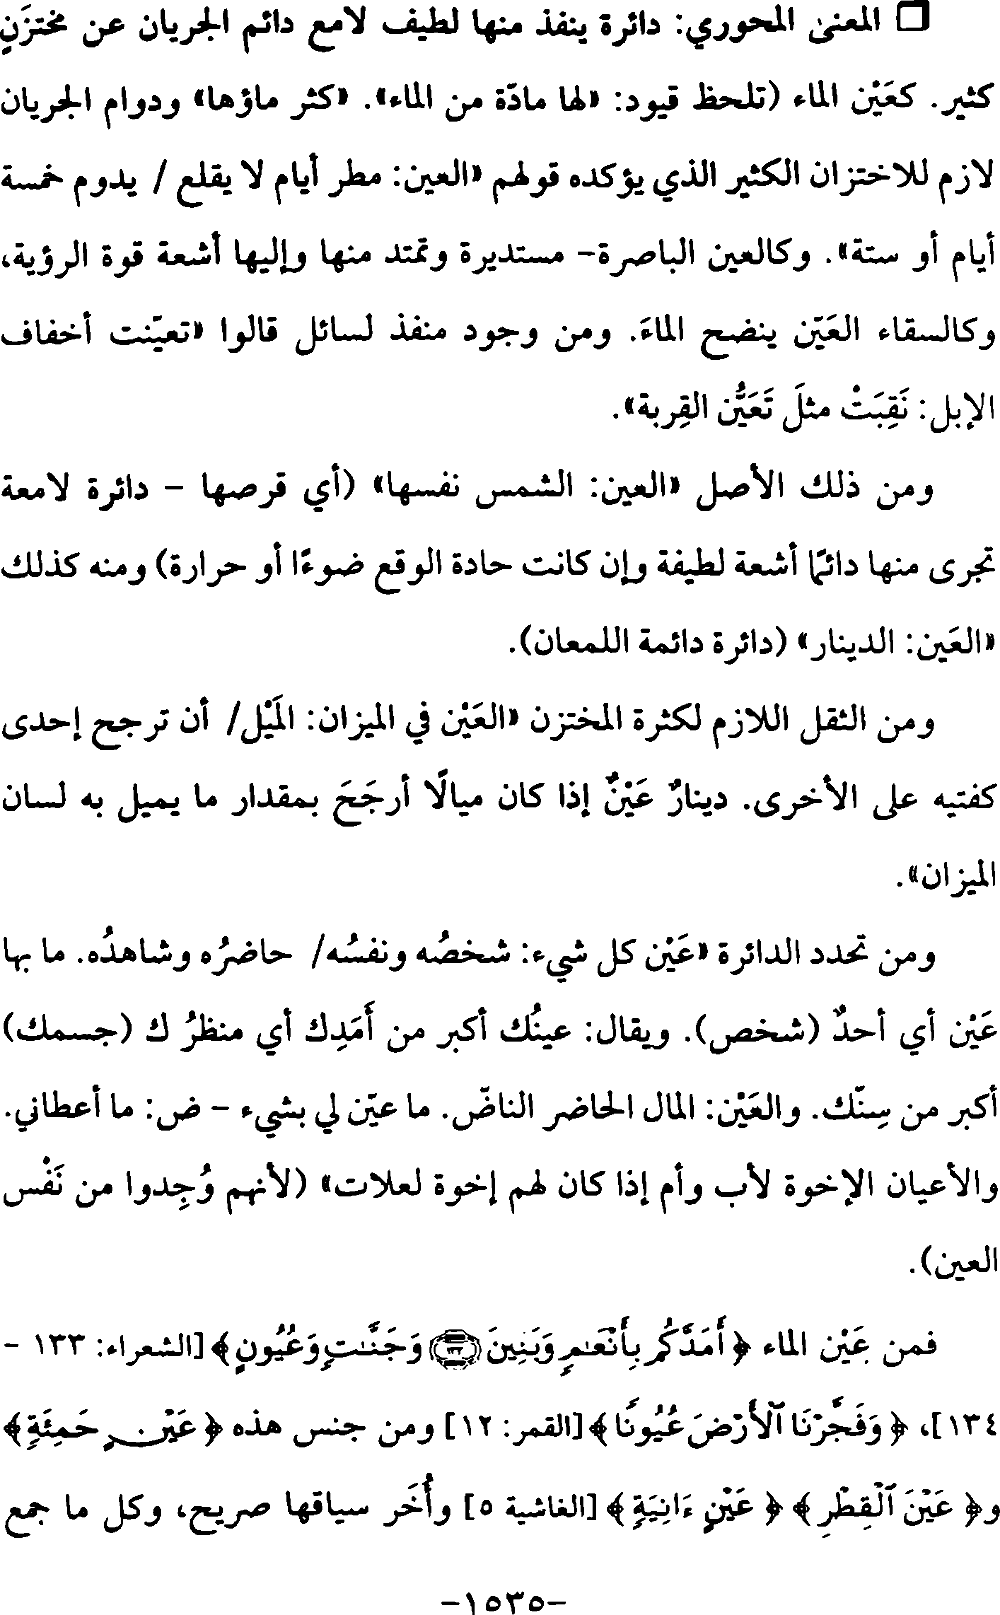 ❒ المعنى المحوري: دائرة ينفذ منها لطيف لامع دائم الجريان عن مختزَنٍ
كثير. كعَيْن الماء (تلحظ قيود: «لها مادّة من الماء». «كثر ماؤها» ودوام الجريان
لازم للاختزان الكثير الذي يؤكده قولهم «العين: مطر أيام لا يقلع / يدوم خمسة
أيام أو ستة». وكالعين الباصرة- مستديرة وتمتد منها وإليها أشعة قوة الرؤية،
وكالسقاء العَيّن ينضح الماءَ. ومن وجود منفذ لسائل قالوا «تعيّنت أخفاف
الإبل: نَقِبَتْ مثلَ تَعَيُّن القِربة».
ومن ذلك الأصل «العين: الشمس نفسها» (أي قرصها - دائرة لامعة
تجرى منها دائمًا أشعة لطيفة وإن كانت حادة الوقع ضوءًا أو حرارة) ومنه كذلك
«العَين: الدينار» (دائرة دائمة اللمعان).
ومن الثقل اللازم لكثرة المختزن «العَيْن في الميزان: المَيْل/ أن ترجح إحدى
كفتيه على الأخرى. دينارٌ عَيْنٌ إذا كان ميالًا أرجَحَ بمقدار ما يميل به لسان
الميزان».
ومن تحدد الدائرة «عَيْن كل شيء: شخصُه ونفسُه/ حاضرُه وشاهدُه. ما بها
عَيْن أي أحدٌ (شخص). ويقال: عينُك أكبر من أَمَدِك أي منظرُ ك (جسمك)
أكبر من سِنّك. والعَيْن: المال الحاضر الناضّ. ما عيّن لي بشيء - ض: ما أعطاني.
والأعيان الإخوة لأب وأم إذا كان لهم إخوة لعلات» (لأنهم وُجِدوا من نَفْس
العين).
فمن عَيْن الماء ﴿أَمَدَّكُم بِأَنْعَٰمٍ وَبَنِينَ ۝١٣٣ وَجَنَّٰتٍ وَعُيُونٍ﴾ [الشعراء: ١٣٣ -
١٣٤]، ﴿وَفَجَّرْنَا ٱلْأَرْضَ عُيُونًا﴾ [القمر: ١٢] ومن جنس هذه ﴿عَيْنٍ حَمِئَةٍ﴾
و﴿عَيْنَ ٱلْقِطْرِ﴾ ﴿عَيْنٍ ءَانِيَةٍ﴾ [الغاشية ٥] وأُخَر سياقها صريح، وكل ما جمع
-١٥٣٥-